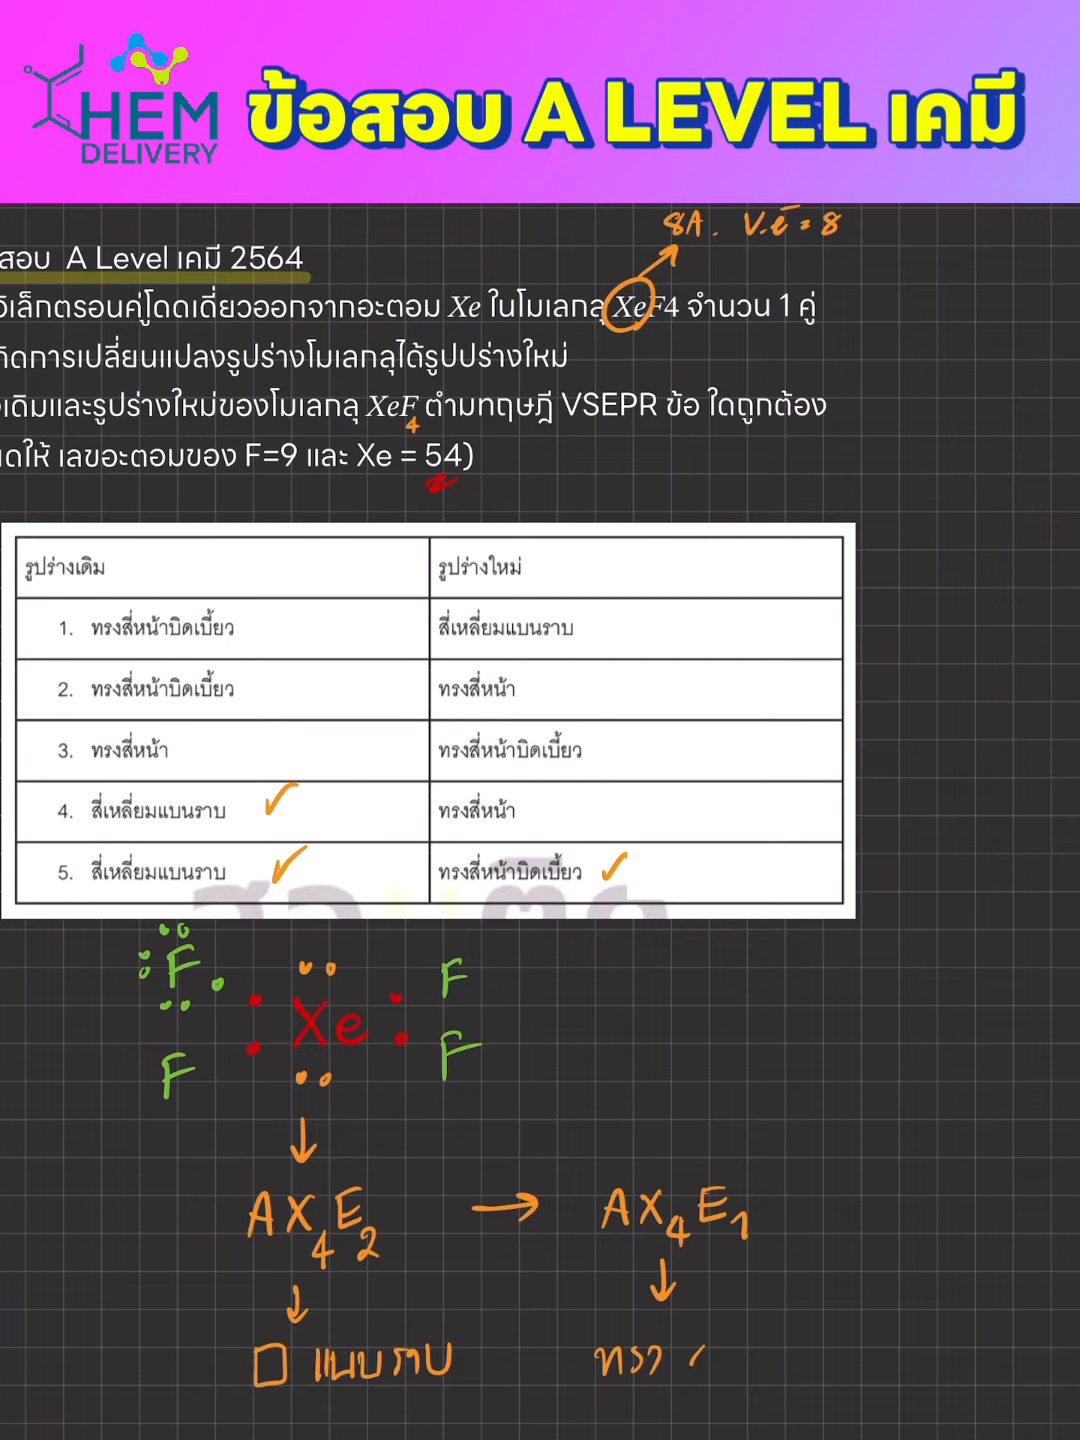 HEM
DELIVERY
ข้อสอบ A LEVEL เคมี
8A. V.e⁻ = 8
สอบ A Level เคมี 2564
อิเล็กตรอนคู่โดดเดี่ยวออกจากอะตอม Xe ในโมเลกลุ XeF4 จำนวน 1 คู่
กิดการเปลี่ยนแปลงรูปร่างโมเลกลุได้รูปปร่างใหม่
งเดิมและรูปร่างใหม่ของโมเลกลุ XeF ตำมทฤษฎี VSEPR ข้อ ใดถูกต้อง
4
นดให้ เลขอะตอมของ F=9 และ Xe = 54)
รูปร่างเดิม รูปร่างใหม่
1. ทรงสี่หน้าบิดเบี้ยว สี่เหลี่ยมแบนราบ
2. ทรงสี่หน้าบิดเบี้ยว ทรงสี่หน้า
3. ทรงสี่หน้า ทรงสี่หน้าบิดเบี้ยว
4. สี่เหลี่ยมแบนราบ ✓ ทรงสี่หน้า
5. สี่เหลี่ยมแบนราบ ✓ ทรงสี่หน้าบิดเบี้ยว ✓
F F
Xe
F F
AX₄E₂ → AX₄E₁
□ แบนราบ ทรง